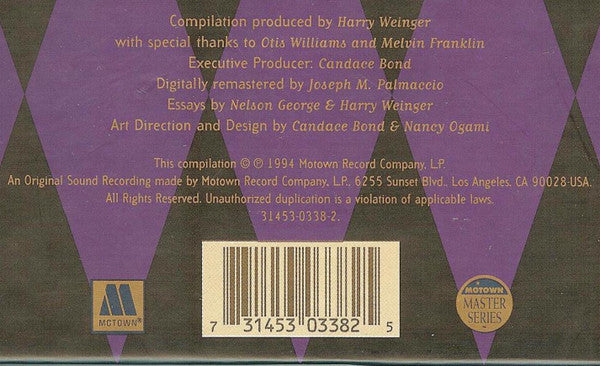 Compilation produced by Harry Weinger
with special thanks to Otis Williams and Melvin Franklin
Executive Producer: Candace Bond
Digitally remastered by Joseph M. Palmaccio
Essays by Nelson George & Harry Weinger
Art Direction and Design by Candace Bond & Nancy Ogami
This compilation © ℗ 1994 Motown Record Company, L.P.
An Original Sound Recording made by Motown Record Company, L.P., 6255 Sunset Blvd., Los Angeles, CA 90028-USA.
All Rights Reserved. Unauthorized duplication is a violation of applicable laws.
31453-0338-2.
M
MOTOWN®
7 31453 03382 5
MOTOWN
MASTER
SERIES™